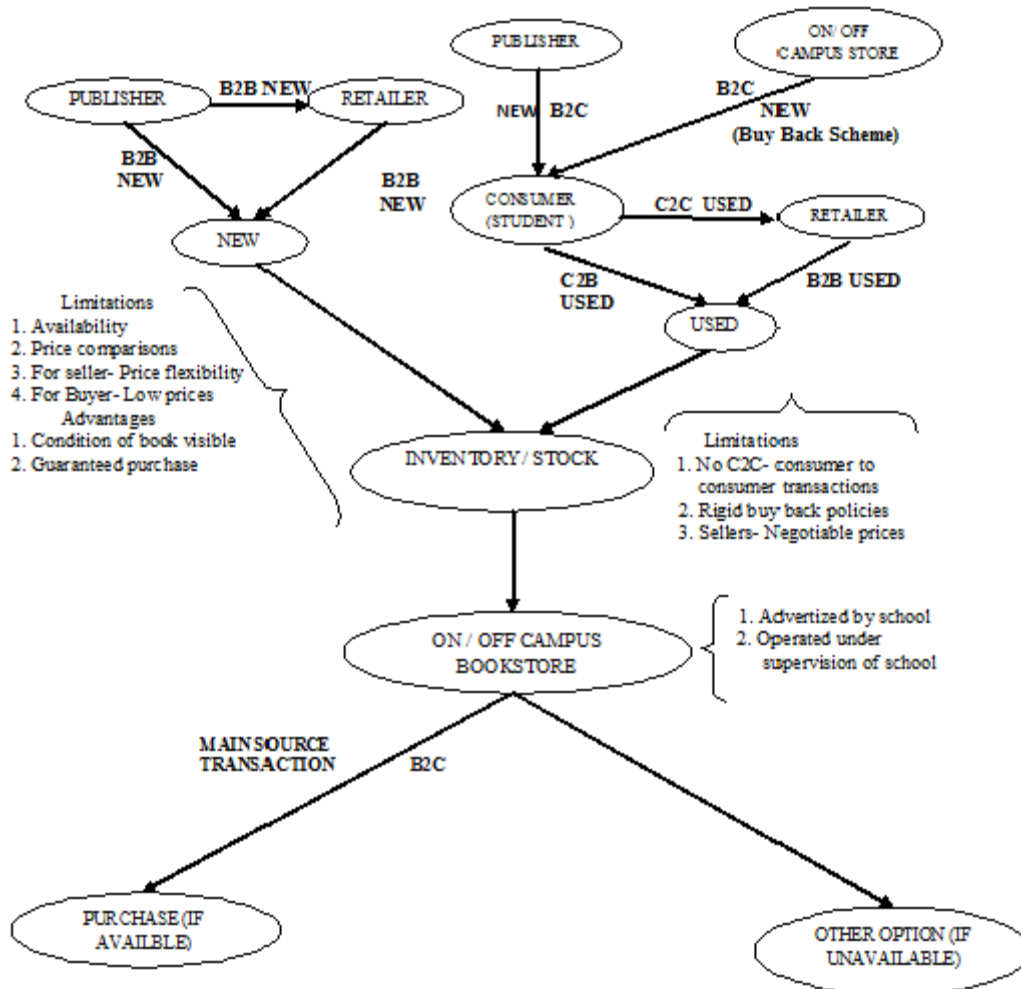 PUBLISHER
ON/ OFF
CAMPUS STORE
B2B NEW
PUBLISHER
RETAILER
B2C
NEW
(Buy Back Scheme)
NEW B2C
B2B
NEW
B2B
NEW
CONSUMER
(STUDENT )
C2C USED
RETAILER
NEW
C2B
USED
B2B USED
USED
Limitations
1. Availability
2. Price comparisons
3. For seller- Price flexibility
4. For Buyer- Low prices
Advantages
1. Condition of book visible
2. Guaranteed purchase
INVENTORY / STOCK
Limitations
1. No C2C- consumer to
consumer transactions
2. Rigid buy back policies
3. Sellers- Negotiable prices
ON / OFF CAMPUS
BOOKSTORE
1. Advertized by school
2. Operated under
supervision of school
MAIN SOURCE
TRANSACTION
B2C
PURCHASE (IF
AVAILBLE)
OTHER OPTION (IF
UNAVAILABLE)